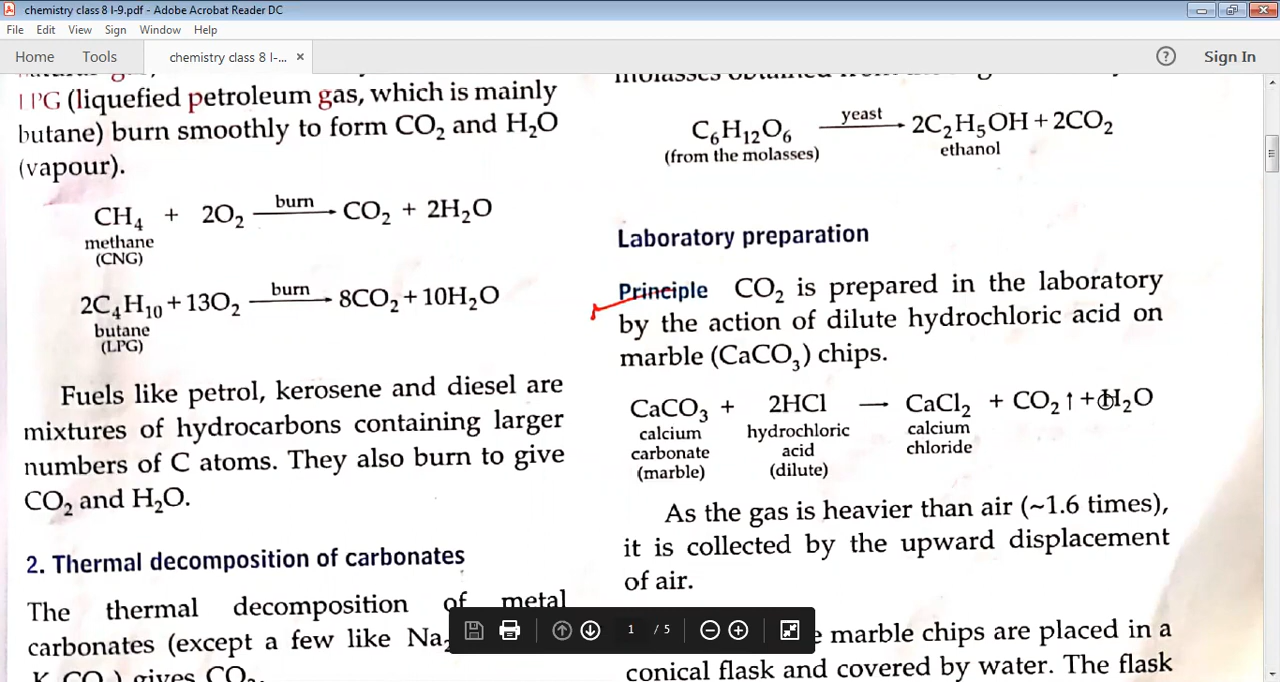 chemistry class 8 I-9.pdf - Adobe Acrobat Reader DC
File Edit View Sign Window Help
Home Tools chemistry class 8 I-... × ? Sign In
LPG (liquefied petroleum gas, which is mainly
butane) burn smoothly to form CO₂ and H₂O
(vapour).
CH₄ + 2O₂ burn → CO₂ + 2H₂O
methane
(CNG)
2C₄H₁₀ + 13O₂ burn → 8CO₂ + 10H₂O
butane
(LPG)
Fuels like petrol, kerosene and diesel are
mixtures of hydrocarbons containing larger
numbers of C atoms. They also burn to give
CO₂ and H₂O.
2. Thermal decomposition of carbonates
The thermal decomposition of metal
carbonates (except a few like Na₂
gives CO₂.
molasses obtained from
C₆H₁₂O₆ yeast → 2C₂H₅OH + 2CO₂
(from the molasses) ethanol
Laboratory preparation
Principle CO₂ is prepared in the laboratory
by the action of dilute hydrochloric acid on
marble (CaCO₃) chips.
CaCO₃ + 2HCl → CaCl₂ + CO₂↑ + H₂O
calcium hydrochloric calcium
carbonate acid chloride
(marble) (dilute)
As the gas is heavier than air (~1.6 times),
it is collected by the upward displacement
of air.
marble chips are placed in a
conical flask and covered by water. The flask
1 / 5